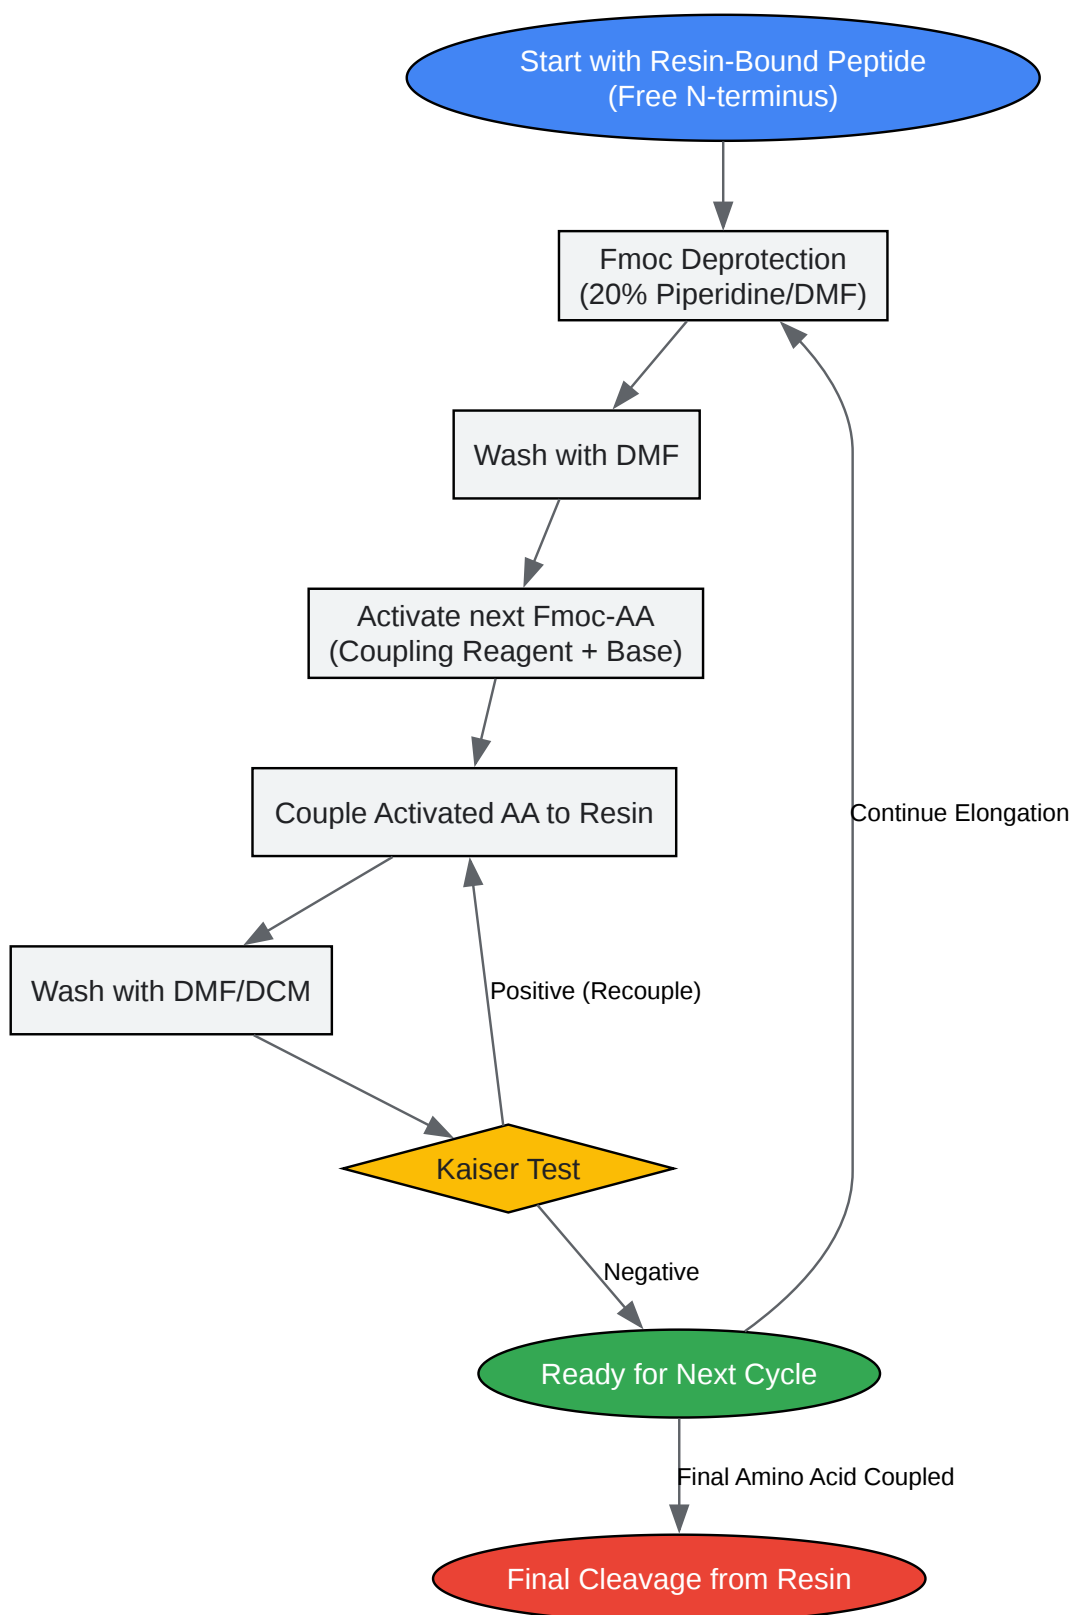 Start with Resin-Bound Peptide
(Free N-terminus)
Fmoc Deprotection
(20% Piperidine/DMF)
Wash with DMF
Activate next Fmoc-AA
(Coupling Reagent + Base)
Couple Activated AA to Resin
Continue Elongation
Wash with DMF/DCM
Positive (Recouple)
Kaiser Test
Negative
Ready for Next Cycle
Final Amino Acid Coupled
Final Cleavage from Resin